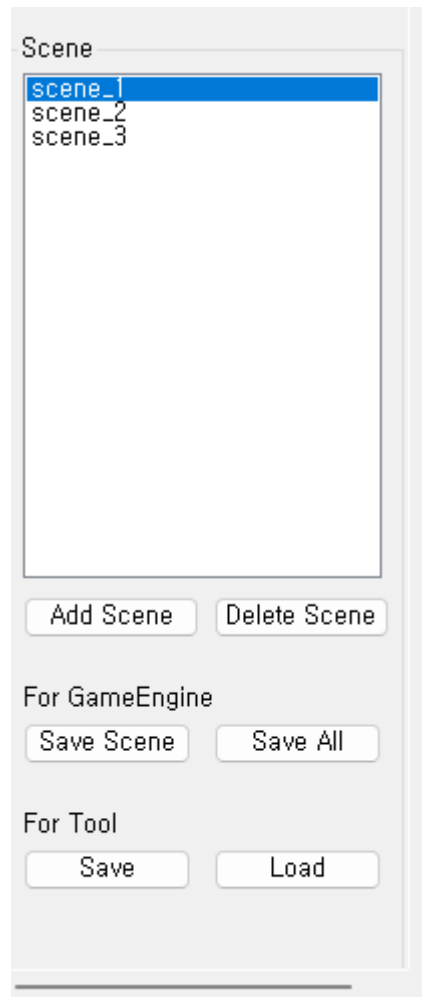 Scene
scene_1
scene_2
scene_3
Add Scene Delete Scene
For GameEngine
Save Scene Save All
For Tool
Save Load